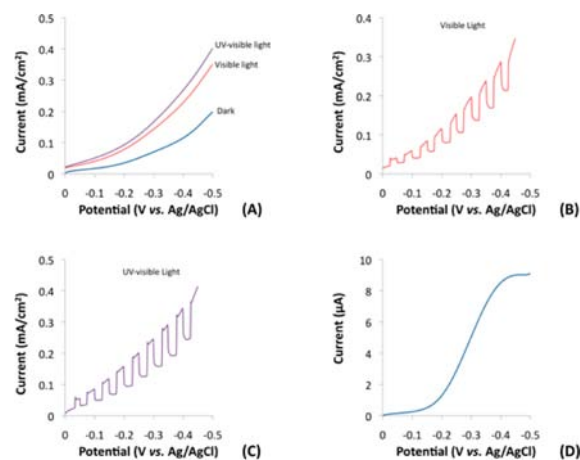 0.5
0.4
0.3
0.2
0.1
0
Current (mA/cm²)
UV-visible light
Visible light
Dark
0 -0.1 -0.2 -0.3 -0.4 -0.5
Potential (V vs. Ag/AgCl) (A)
0.4
0.3
0.2
0.1
0
Current (mA/cm²)
Visible Light
0 -0.1 -0.2 -0.3 -0.4 -0.5
Potential (V vs. Ag/AgCl) (B)
0.5
0.4
0.3
0.2
0.1
0
Current (mA/cm²)
UV-visible Light
0 -0.1 -0.2 -0.3 -0.4 -0.5
Potential (V vs. Ag/AgCl) (C)
10
8
6
4
2
0
Current (µA)
0 -0.1 -0.2 -0.3 -0.4 -0.5
Potential (V vs. Ag/AgCl) (D)